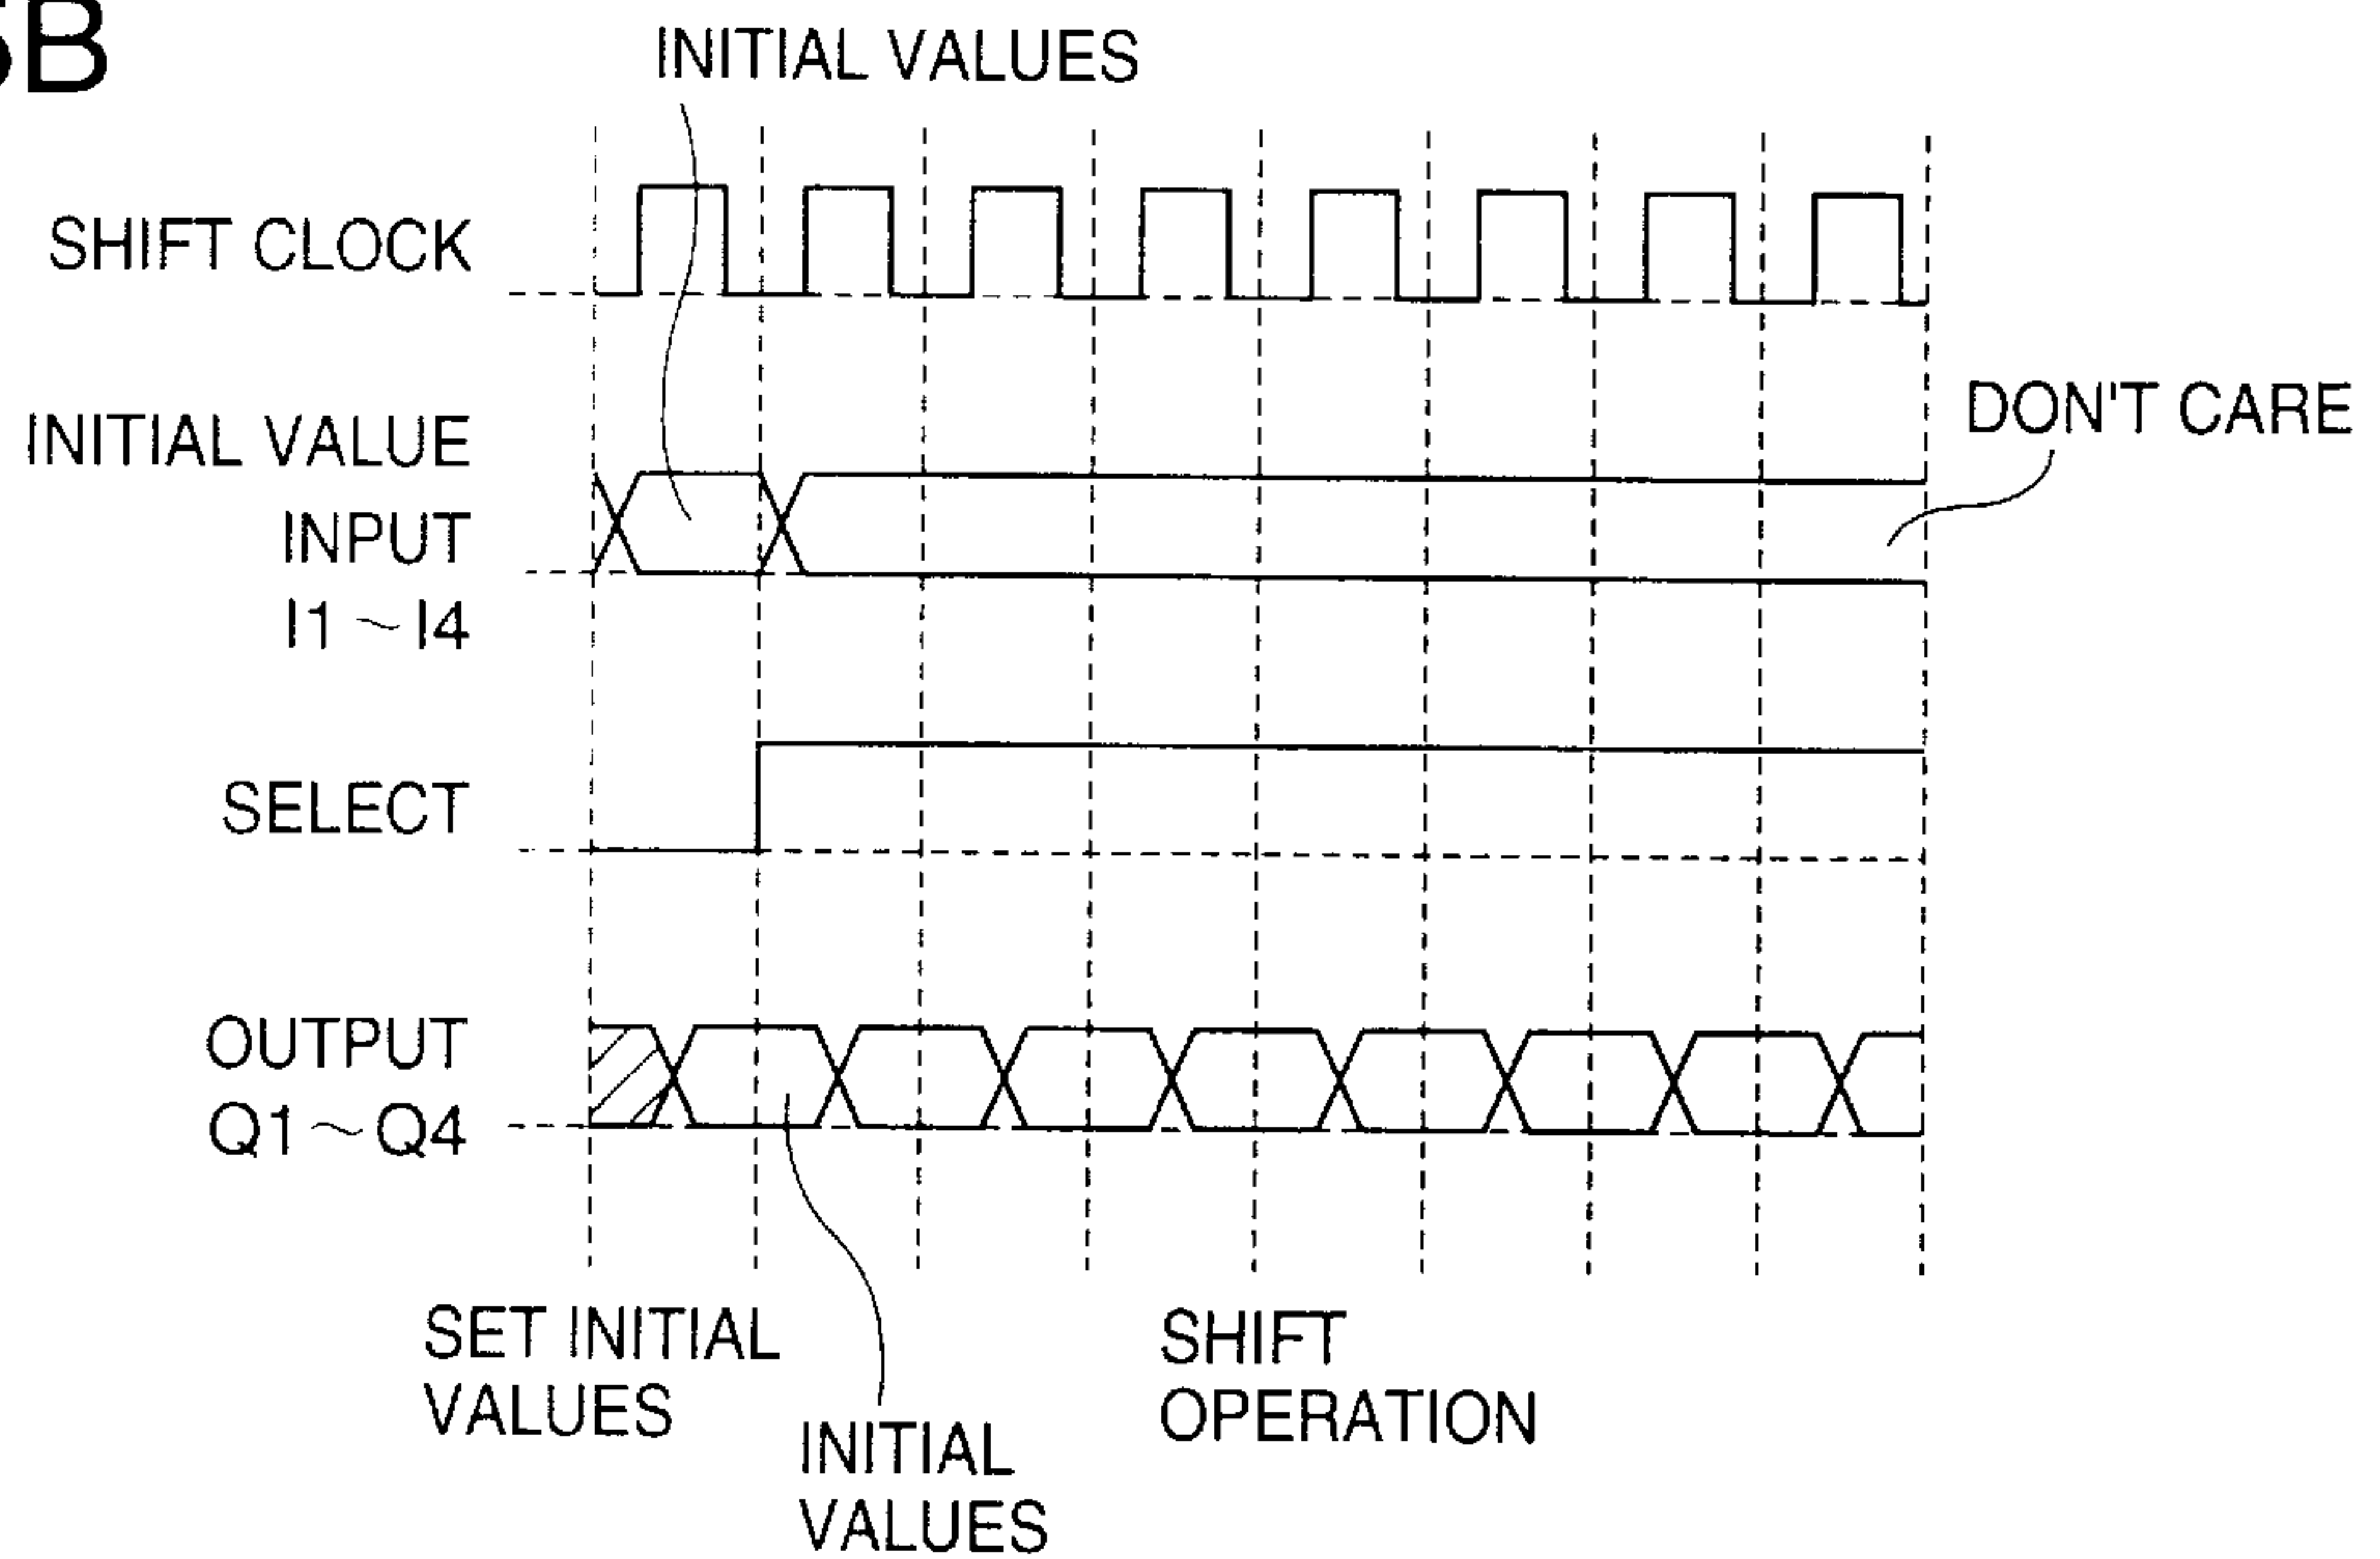 5B
INITIAL VALUES
SHIFT CLOCK
DON'T CARE
INITIAL VALUE
INPUT
I1 ~ I4
SELECT
OUTPUT
Q1 ~ Q4
SET INITIAL
VALUES
SHIFT
OPERATION
INITIAL
VALUES